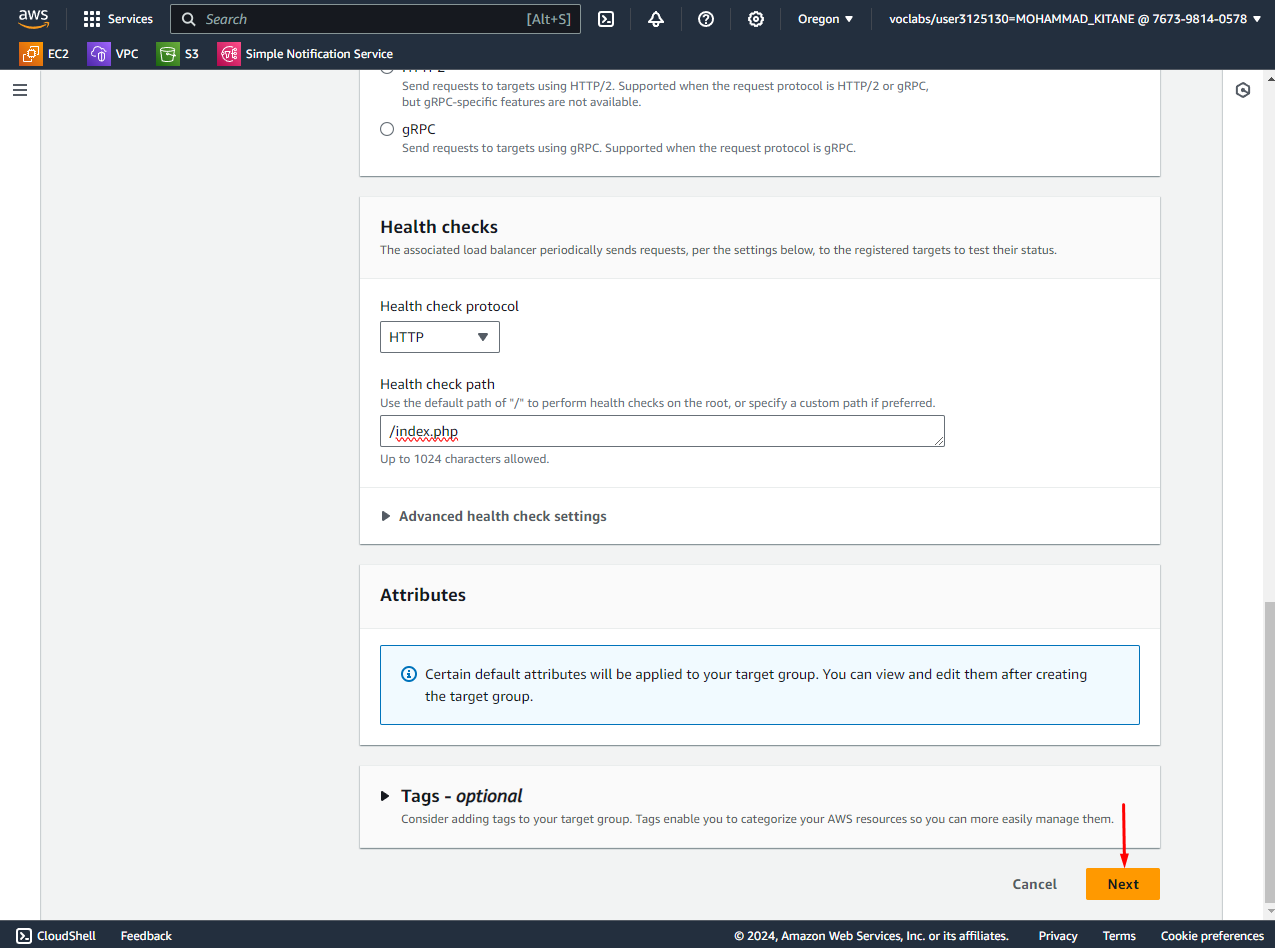 aws
Services
Search
[Alt+S]
Oregon
voclabs/user3125130=MOHAMMAD_KITANE @ 7673-9814-0578
EC2
VPC
S3
Simple Notification Service
Send requests to targets using HTTP/2. Supported when the request protocol is HTTP/2 or gRPC,
but gRPC-specific features are not available.
gRPC
Send requests to targets using gRPC. Supported when the request protocol is gRPC.
Health checks
The associated load balancer periodically sends requests, per the settings below, to the registered targets to test their status.
Health check protocol
HTTP
Health check path
Use the default path of "/" to perform health checks on the root, or specify a custom path if preferred.
/index.php
Up to 1024 characters allowed.
Advanced health check settings
Attributes
Certain default attributes will be applied to your target group. You can view and edit them after creating
the target group.
Tags - optional
Consider adding tags to your target group. Tags enable you to categorize your AWS resources so you can more easily manage them.
Cancel
Next
CloudShell
Feedback
© 2024, Amazon Web Services, Inc. or its affiliates.
Privacy
Terms
Cookie preferences